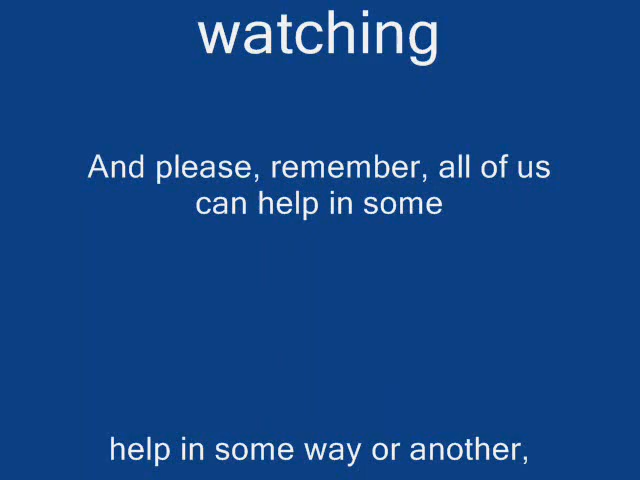 watching
And please, remember, all of us
can help in some
help in some way or another,